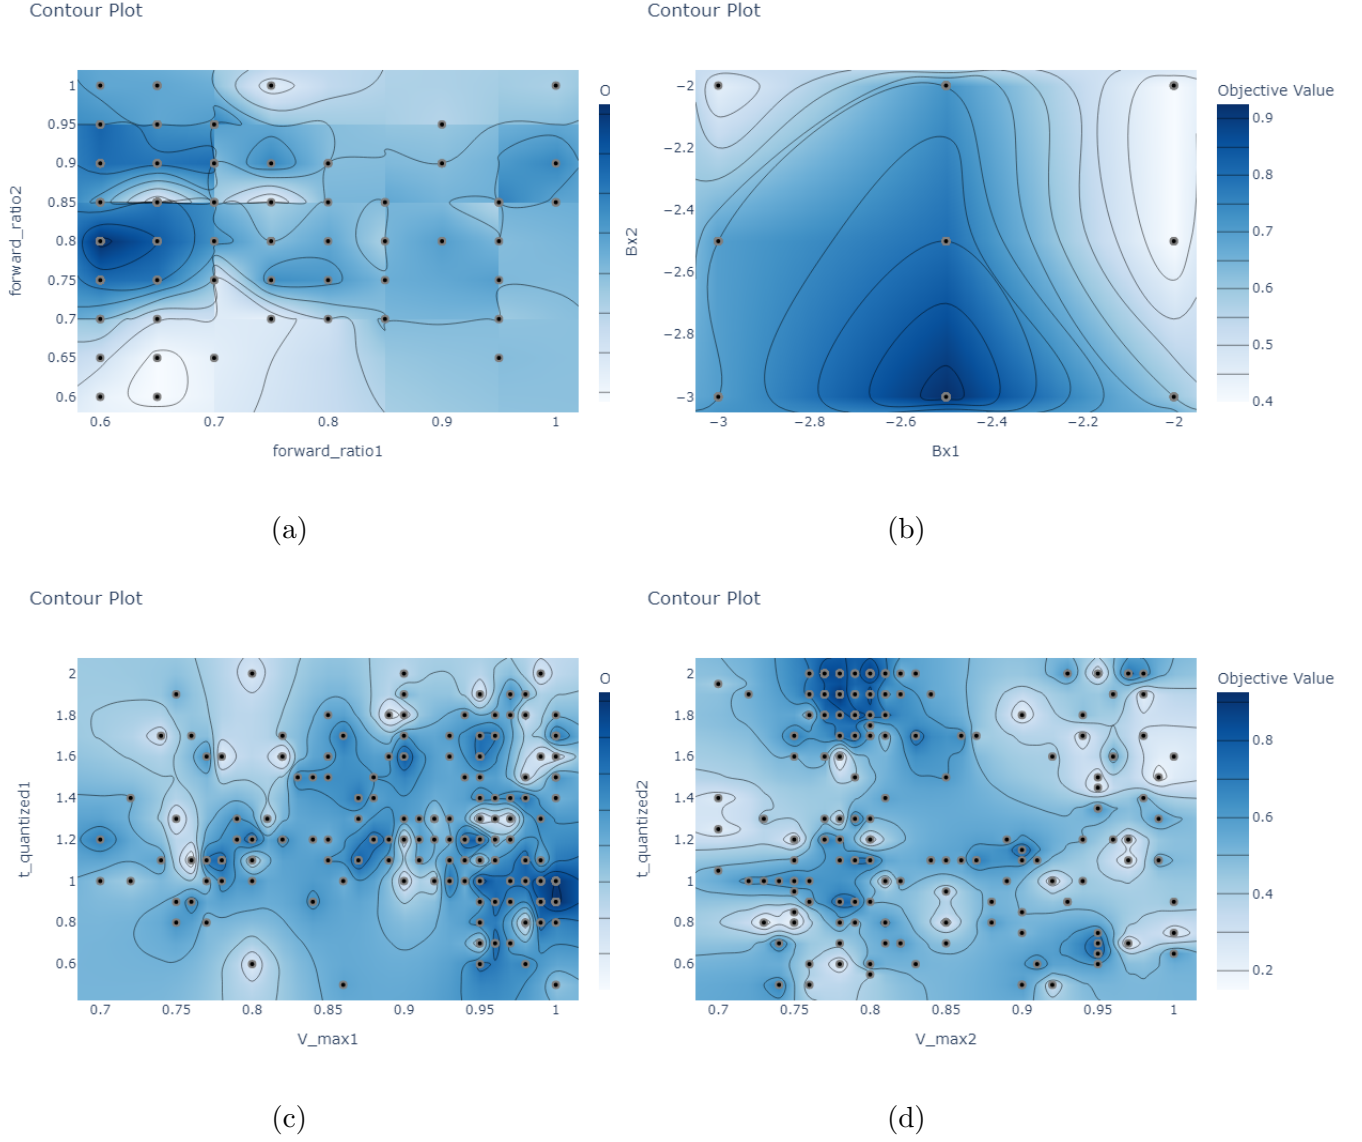 Contour Plot
Contour Plot
O
Objective Value
1
0.95
0.9
0.85
0.8
0.75
0.7
0.65
0.6
forward_ratio2
0.6 0.7 0.8 0.9 1
forward_ratio1
−2
−2.2
−2.4
−2.6
−2.8
−3
Bx2
−3 −2.8 −2.6 −2.4 −2.2 −2
Bx1
0.9
0.8
0.7
0.6
0.5
0.4
(a)
(b)
Contour Plot
Contour Plot
O
Objective Value
2
1.8
1.6
1.4
1.2
1
0.8
0.6
t_quantized1
0.7 0.75 0.8 0.85 0.9 0.95 1
V_max1
2
1.8
1.6
1.4
1.2
1
0.8
0.6
t_quantized2
0.7 0.75 0.8 0.85 0.9 0.95 1
V_max2
0.8
0.6
0.4
0.2
(c)
(d)